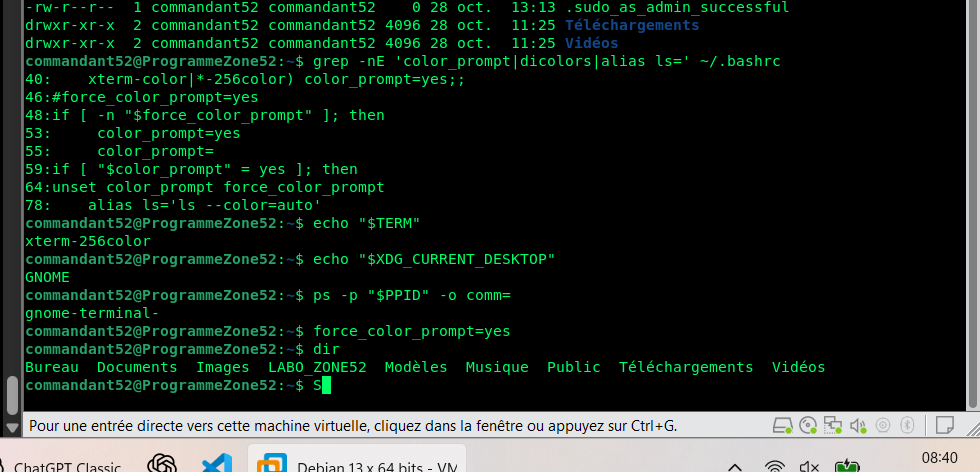 -rw-r--r--  1 commandant52 commandant52    0 28 oct.  13:13 .sudo_as_admin_successful
drwxr-xr-x  2 commandant52 commandant52 4096 28 oct.  11:25 Téléchargements
drwxr-xr-x  2 commandant52 commandant52 4096 28 oct.  11:25 Vidéos
commandant52@ProgrammeZone52:~$ grep -nE 'color_prompt|dicolors|alias ls=' ~/.bashrc
40:    xterm-color|*-256color) color_prompt=yes;;
46:#force_color_prompt=yes
48:if [ -n "$force_color_prompt" ]; then
53:     color_prompt=yes
55:     color_prompt=
59:if [ "$color_prompt" = yes ]; then
64:unset color_prompt force_color_prompt
78:    alias ls='ls --color=auto'
commandant52@ProgrammeZone52:~$ echo "$TERM"
xterm-256color
commandant52@ProgrammeZone52:~$ echo "$XDG_CURRENT_DESKTOP"
GNOME
commandant52@ProgrammeZone52:~$ ps -p "$PPID" -o comm=
gnome-terminal-
commandant52@ProgrammeZone52:~$ force_color_prompt=yes
commandant52@ProgrammeZone52:~$ dir
Bureau  Documents  Images  LABO_ZONE52  Modèles  Musique  Public  Téléchargements  Vidéos
commandant52@ProgrammeZone52:~$ S
Pour une entrée directe vers cette machine virtuelle, cliquez dans la fenêtre ou appuyez sur Ctrl+G.
ChatGPT Classic
Debian 13 x 64 bits - VM
08:40